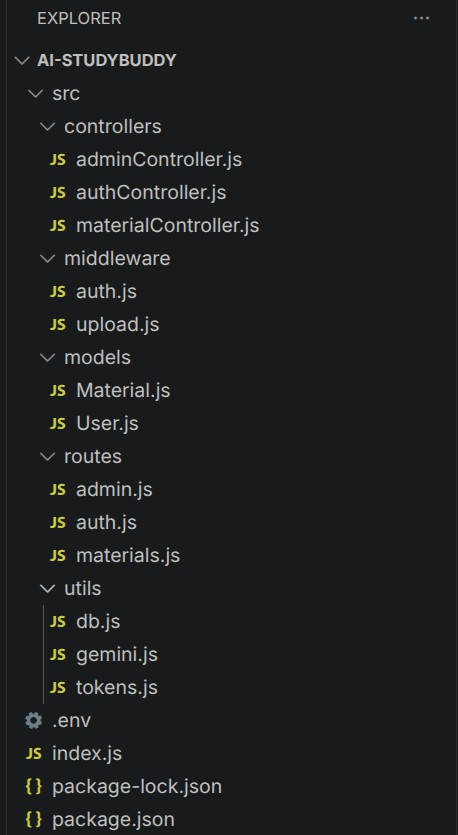 EXPLORER ...
AI-STUDYBUDDY
src
controllers
JS adminController.js
JS authController.js
JS materialController.js
middleware
JS auth.js
JS upload.js
models
JS Material.js
JS User.js
routes
JS admin.js
JS auth.js
JS materials.js
utils
JS db.js
JS gemini.js
JS tokens.js
.env
JS index.js
{} package-lock.json
{} package.json